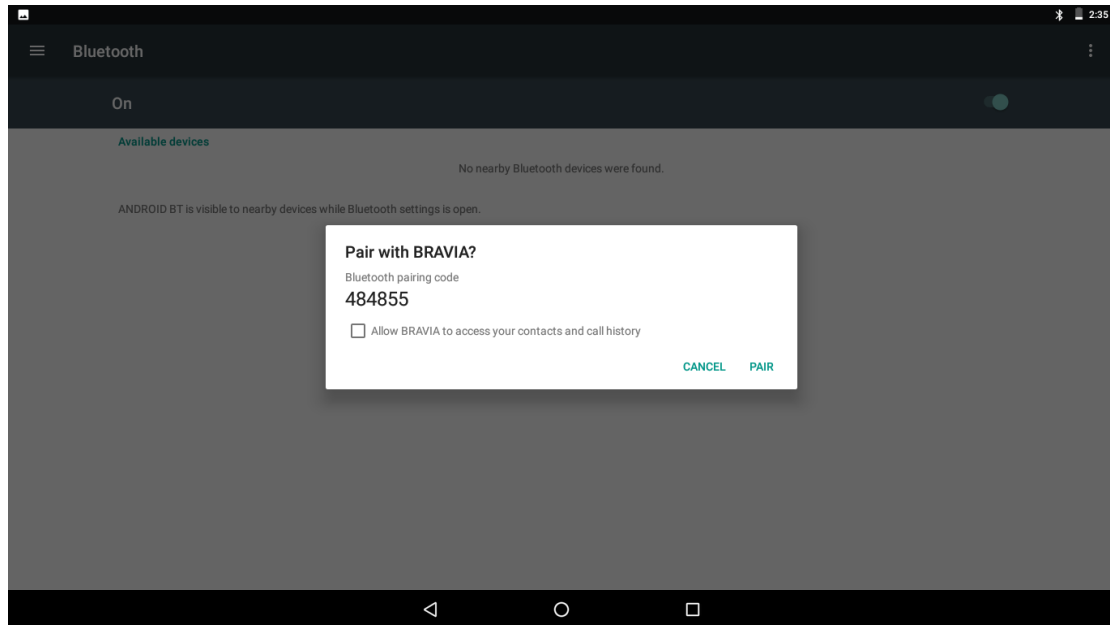 2:35
Bluetooth
On
Available devices
No nearby Bluetooth devices were found.
ANDROID BT is visible to nearby devices while Bluetooth settings is open.
Pair with BRAVIA?
Bluetooth pairing code
484855
Allow BRAVIA to access your contacts and call history
CANCEL PAIR